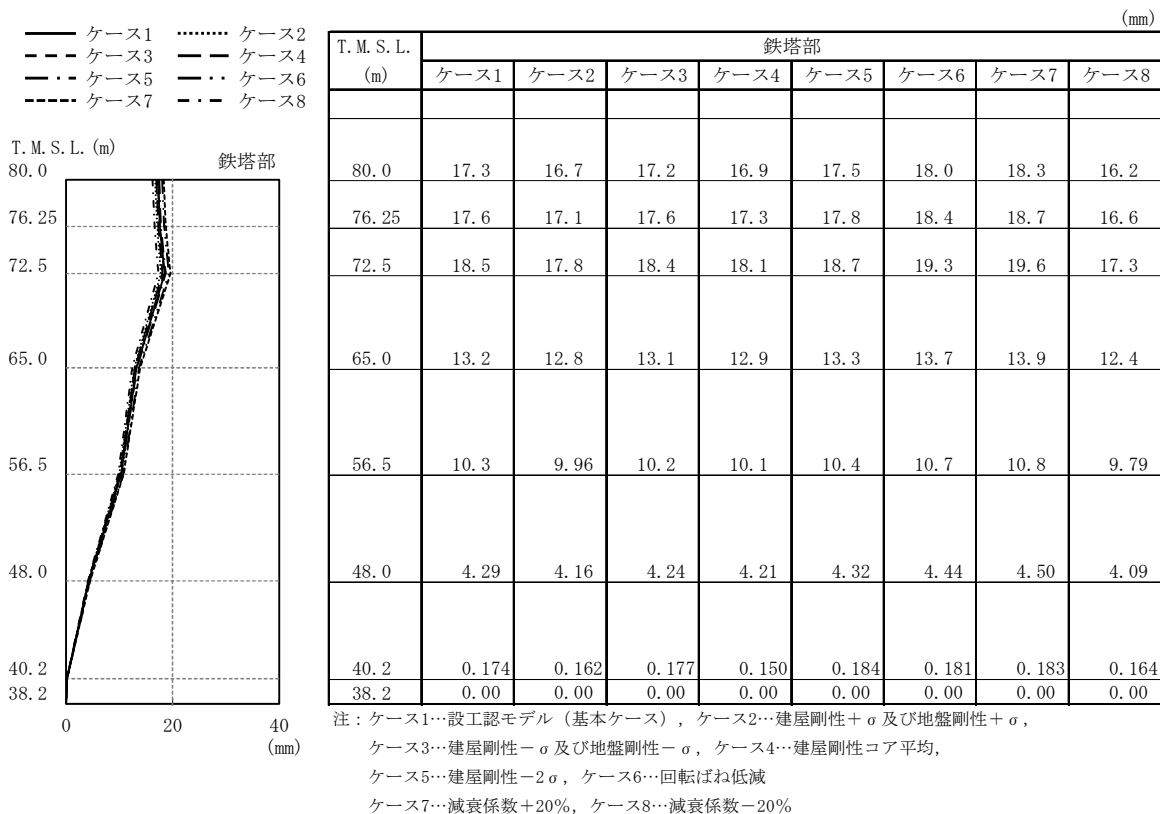 (mm)
ケース1 ケース2
ケース3 ケース4
ケース5 ケース6
ケース7 ケース8
T.M.S.L.(m)
鉄塔部
80.0
76.25
72.5
65.0
56.5
48.0
40.2
38.2
0 20 40
(mm)
T.M.S.L.
(m) 鉄塔部
ケース1 ケース2 ケース3 ケース4 ケース5 ケース6 ケース7 ケース8
80.0 17.3 16.7 17.2 16.9 17.5 18.0 18.3 16.2
76.25 17.6 17.1 17.6 17.3 17.8 18.4 18.7 16.6
72.5 18.5 17.8 18.4 18.1 18.7 19.3 19.6 17.3
65.0 13.2 12.8 13.1 12.9 13.3 13.7 13.9 12.4
56.5 10.3 9.96 10.2 10.1 10.4 10.7 10.8 9.79
48.0 4.29 4.16 4.24 4.21 4.32 4.44 4.50 4.09
40.2 0.174 0.162 0.177 0.150 0.184 0.181 0.183 0.164
38.2 0.00 0.00 0.00 0.00 0.00 0.00 0.00 0.00
注：ケース1…設工認モデル（基本ケース），ケース2…建屋剛性＋σ及び地盤剛性＋σ，
ケース3…建屋剛性－σ及び地盤剛性－σ，ケース4…建屋剛性コア平均，
ケース5…建屋剛性－2σ，ケース6…回転ばね低減
ケース7…減衰係数＋20%，ケース8…減衰係数－20%